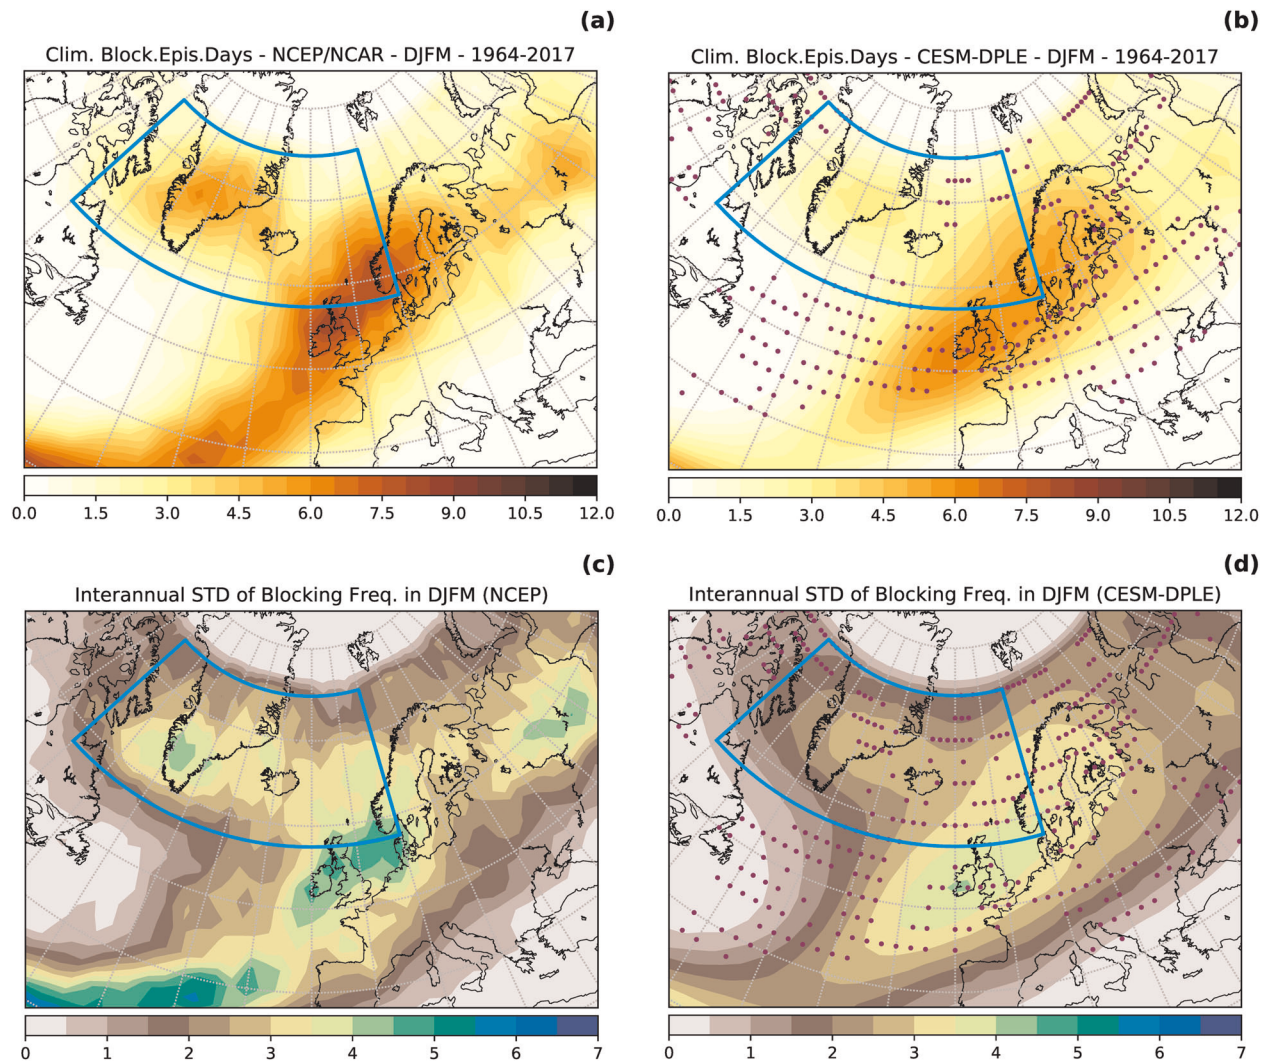 (a)
Clim. Block.Epis.Days - NCEP/NCAR - DJFM - 1964-2017
0.0 1.5 3.0 4.5 6.0 7.5 9.0 10.5 12.0
(b)
Clim. Block.Epis.Days - CESM-DPLE - DJFM - 1964-2017
0.0 1.5 3.0 4.5 6.0 7.5 9.0 10.5 12.0
(c)
Interannual STD of Blocking Freq. in DJFM (NCEP)
0 1 2 3 4 5 6 7
(d)
Interannual STD of Blocking Freq. in DJFM (CESM-DPLE)
0 1 2 3 4 5 6 7